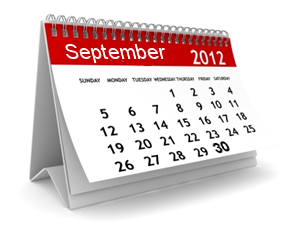 September 2012
SUNDAY MONDAY TUESDAY WEDNESDAY THURSDAY FRIDAY SATURDAY
1 2 3 4
5 6 7 8 9 10 11
12 13 14 15 16 17 18
19 20 21 22 23 24 25
26 27 28 29 30